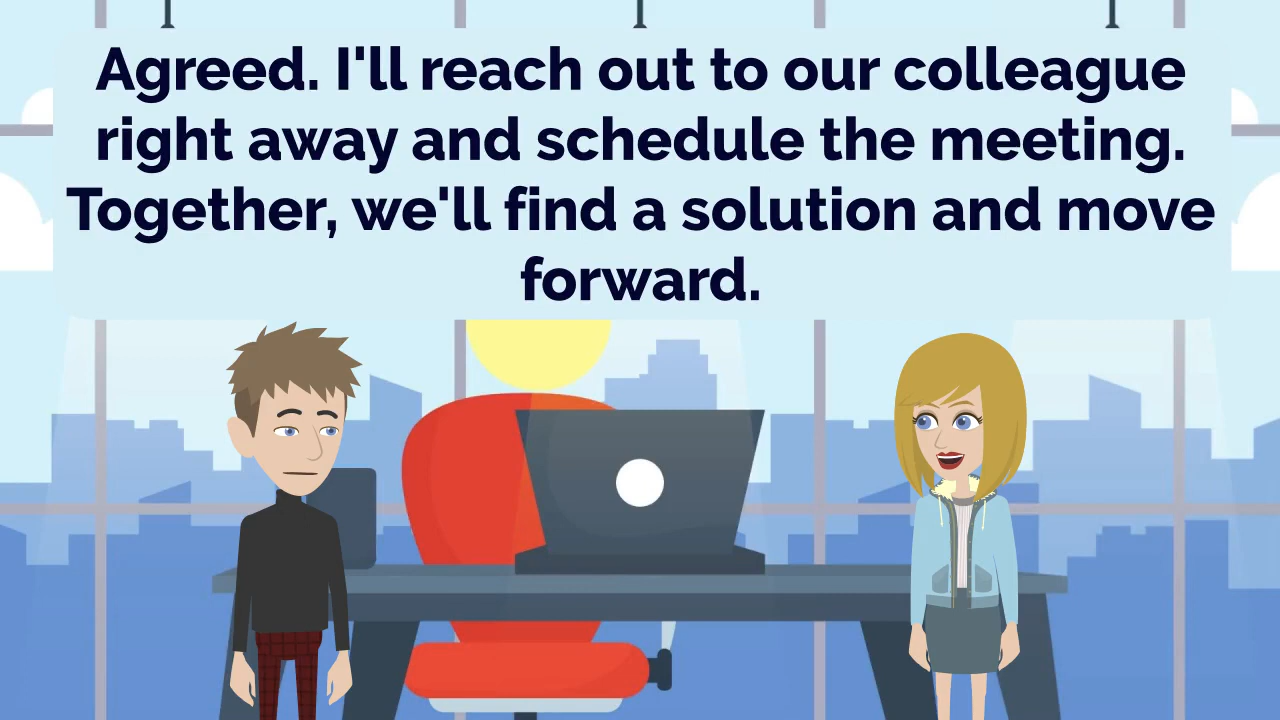 Agreed. I'll reach out to our colleague
right away and schedule the meeting.
Together, we'll find a solution and move
forward.